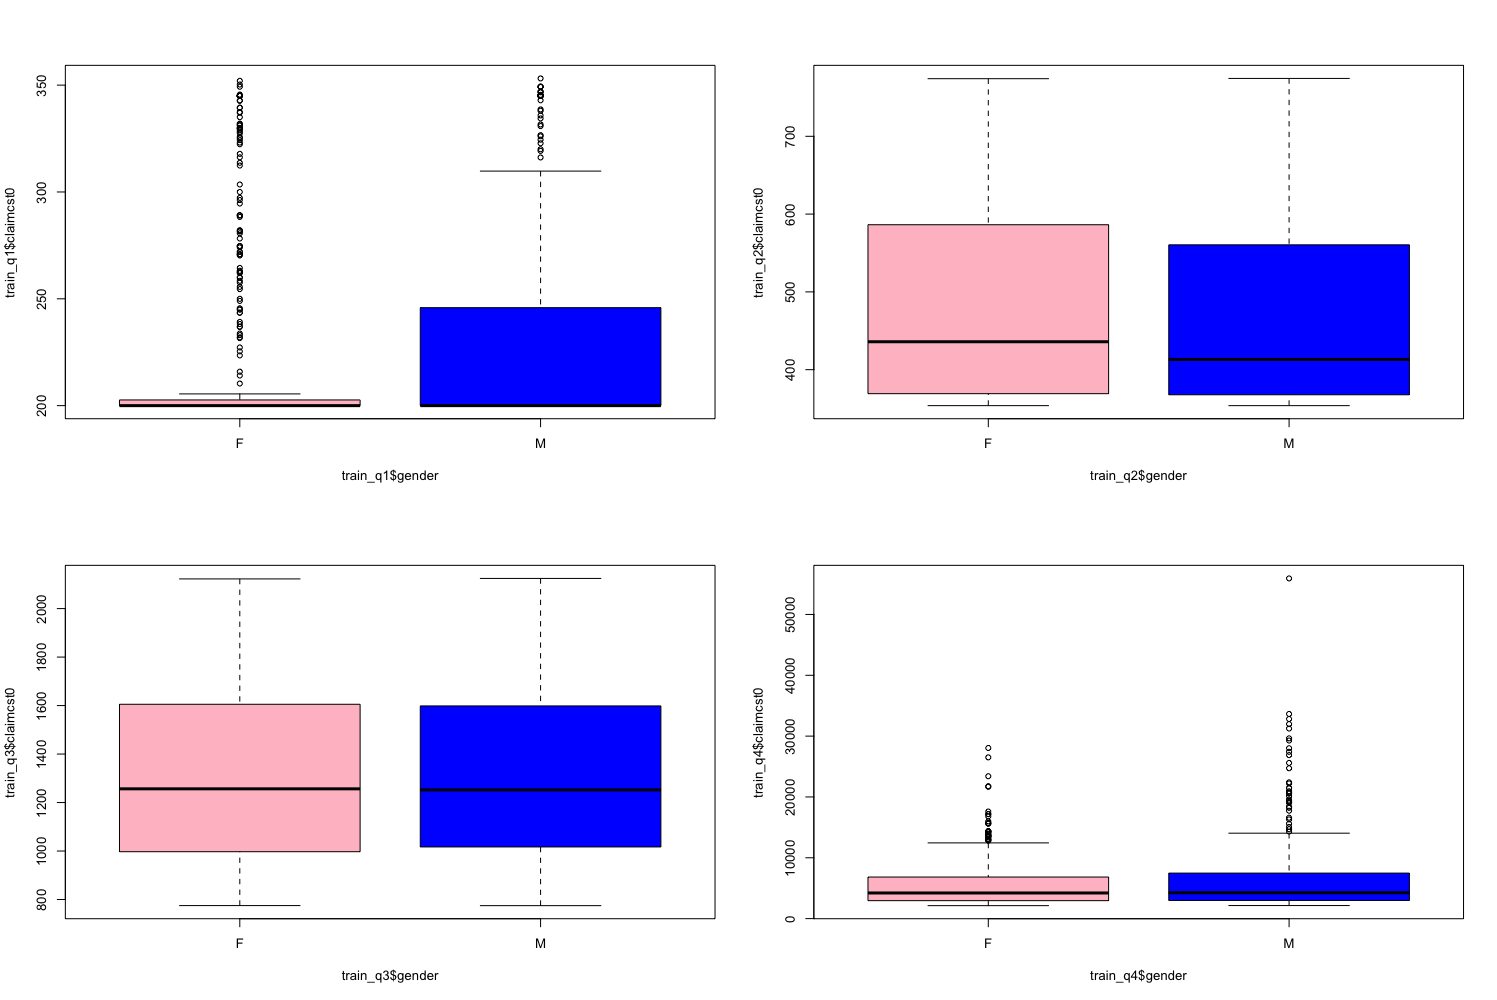 train_q1$claimcst0
350
300
250
200
F M
train_q1$gender
train_q2$claimcst0
700
600
500
400
F M
train_q2$gender
train_q3$claimcst0
2000
1800
1600
1400
1200
1000
800
F M
train_q3$gender
train_q4$claimcst0
50000
40000
30000
20000
10000
0
F M
train_q4$gender